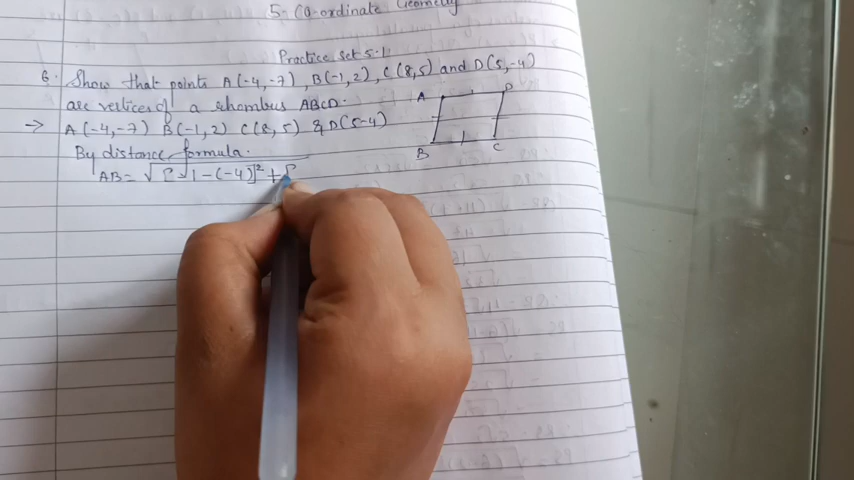 5- CO-ordinate Geometry
Practice set 5.1
6. Show that points A(-4,-7), B(-1,2), C(8,5) and D(5,-4)
are vertices of a rhombus ABCD.
→ A(-4,-7) B(-1,2) C(8,5) & D(5-4)
By distance formula.
AB = √[-1-(-4)]²+[
A D
B C